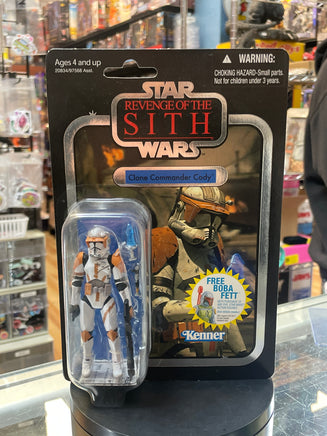 Ages 4 and up
20834/97568 Asst.
WARNING:
CHOKING HAZARD-Small parts.
Not for children under 3 years.
STAR
REVENGE OF THE
SITH
WARS
Clone Commander Cody
FREE
BOBA
FETT
Kenner